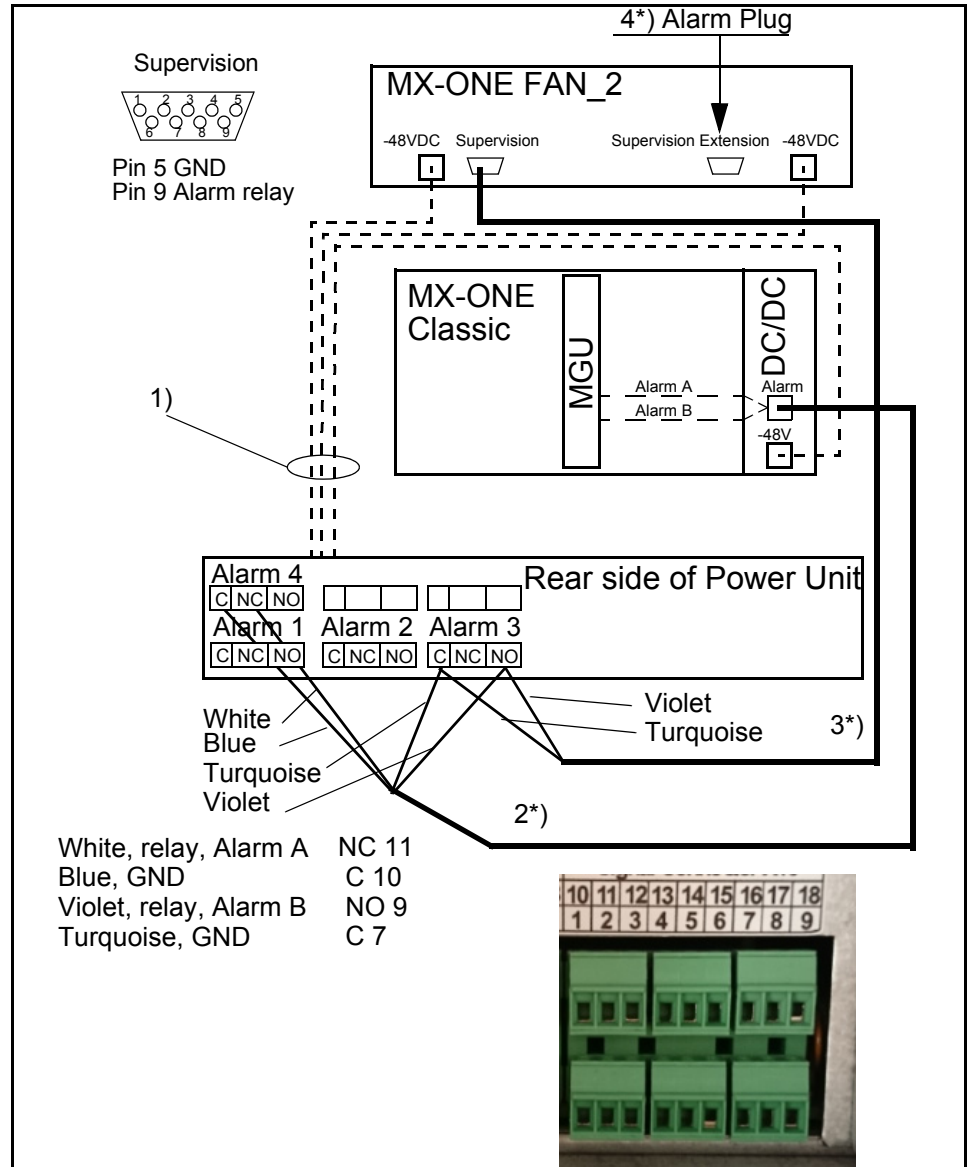 4*) Alarm Plug
Supervision
1 2 3 4 5
6 7 8 9
Pin 5 GND
Pin 9 Alarm relay
MX-ONE FAN_2
-48VDC Supervision Supervision Extension -48VDC
MX-ONE
Classic
MGU
DC/DC
Alarm A
Alarm B
Alarm
-48V
1)
Rear side of Power Unit
Alarm 4
C NC NO
Alarm 1 Alarm 2 Alarm 3
C NC NO C NC NO C NC NO
White
Blue
Turquoise
Violet
Violet
Turquoise
3*)
2*)
White, relay, Alarm A NC 11
Blue, GND C 10
Violet, relay, Alarm B NO 9
Turquoise, GND C 7
10 11 12 13 14 15 16 17 18
1 2 3 4 5 6 7 8 9